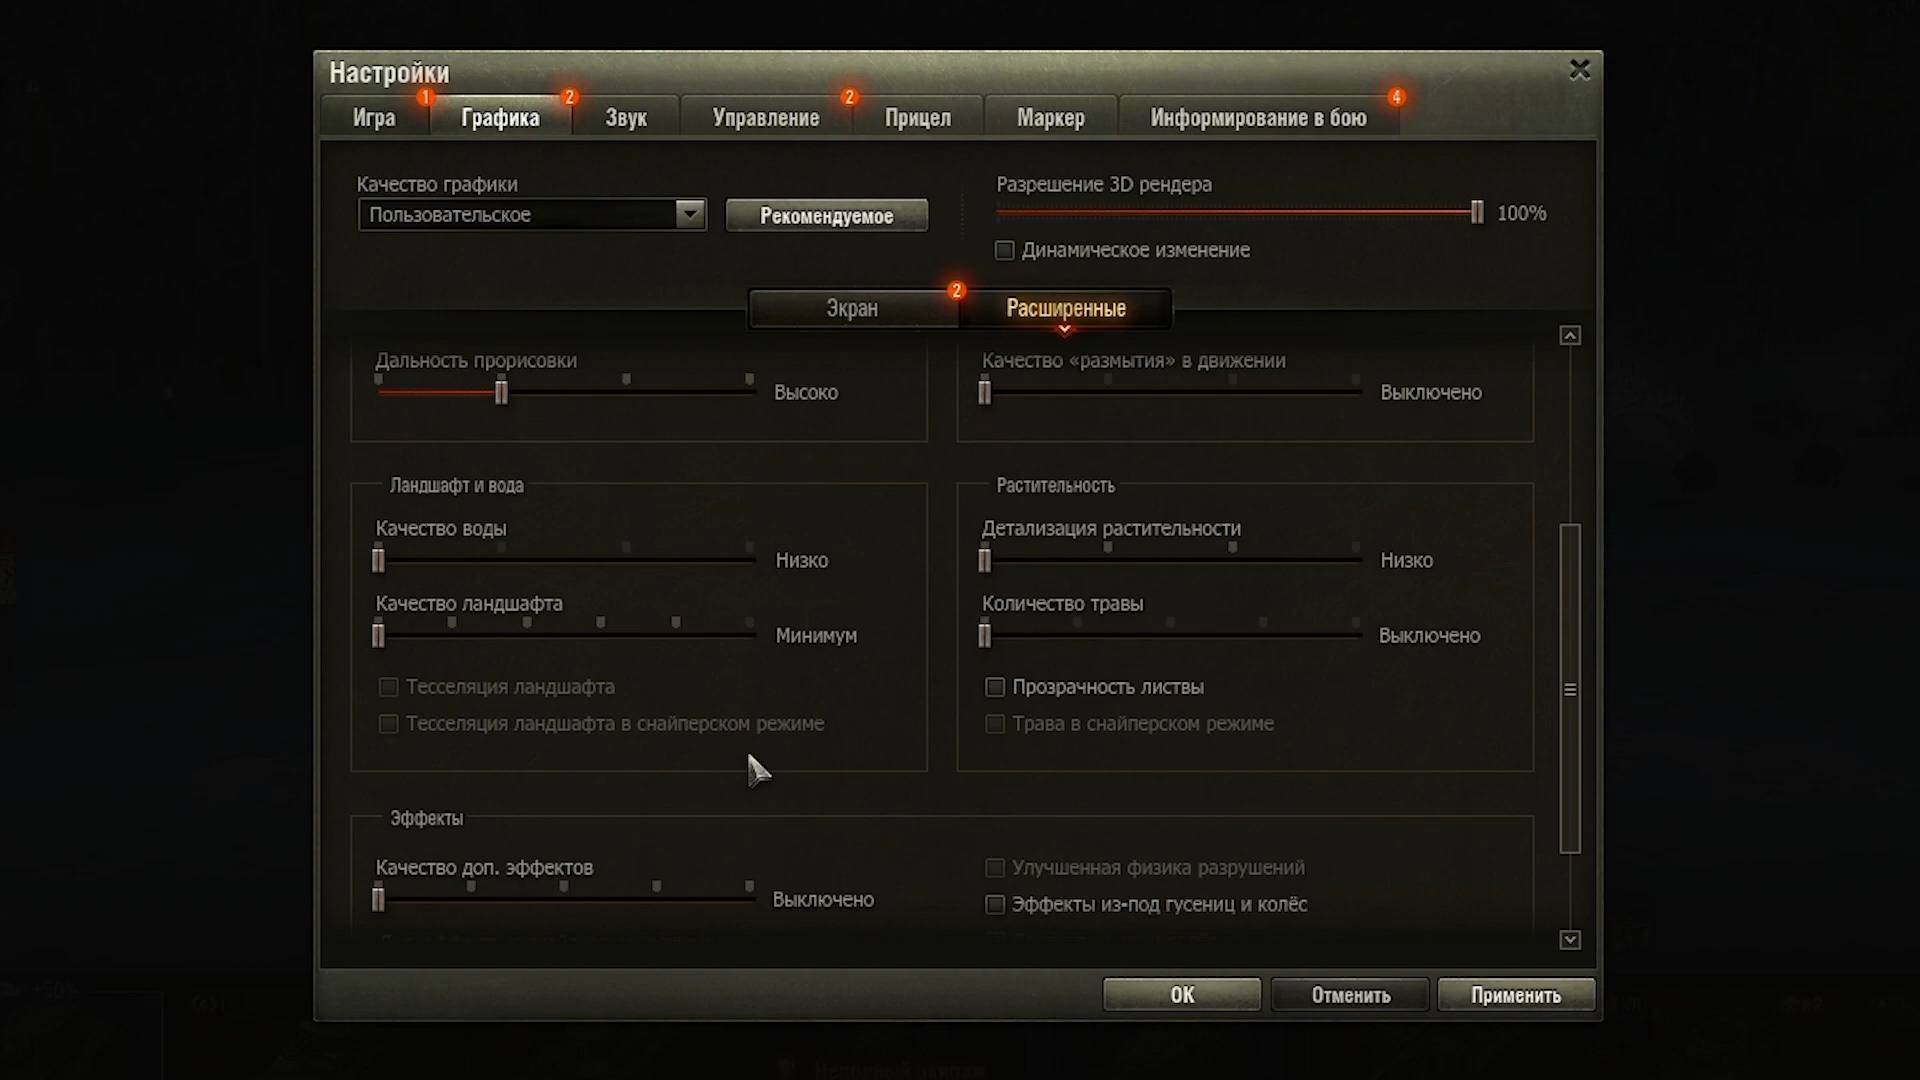 Настройки
Игра 1 Графика 2 Звук Управление 2 Прицел Маркер Информирование в бою 4
Качество графики
Пользовательское
Рекомендуемое
Разрешение 3D рендера
100%
Динамическое изменение
Экран 2 Расширенные
Дальность прорисовки
Высоко
Качество «размытия» в движении
Выключено
Ландшафт и вода
Качество воды
Низко
Качество ландшафта
Минимум
Тесселяция ландшафта
Тесселяция ландшафта в снайперском режиме
Растительность
Детализация растительности
Низко
Количество травы
Выключено
Прозрачность листвы
Трава в снайперском режиме
Эффекты
Качество доп. эффектов
Выключено
Улучшенная физика разрушений
Эффекты из-под гусениц и колёс
OK Отменить Применить